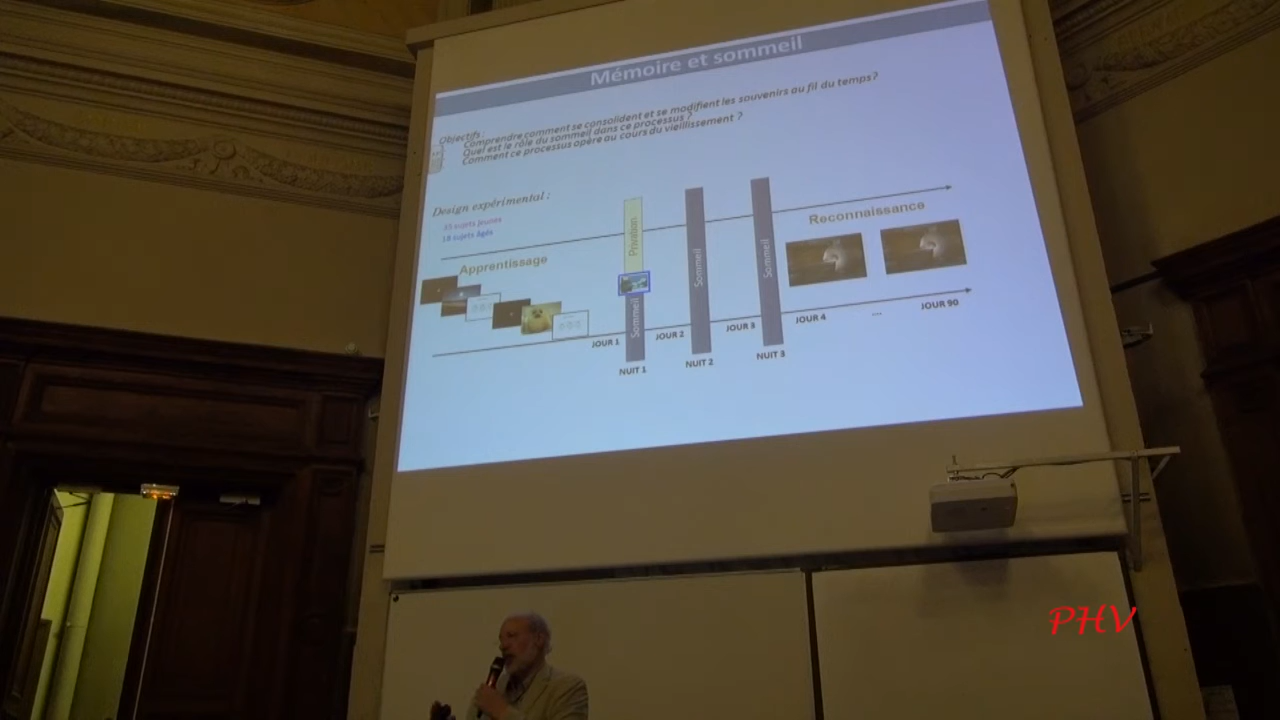 Mémoire et sommeil
Objectifs :
Comprendre comment se consolident et se modifient les souvenirs au fil du temps?
Quel est le rôle du sommeil dans ce processus ?
Comment ce processus opère au cours du vieillissement ?
Design expérimental :
sujets jeunes
18 sujets âgés
Apprentissage
Privation
Sommeil
Sommeil
Sommeil
Reconnaissance
JOUR 1
JOUR 2
JOUR 3
JOUR 4
....
JOUR 90
NUIT 1
NUIT 2
NUIT 3
PHV